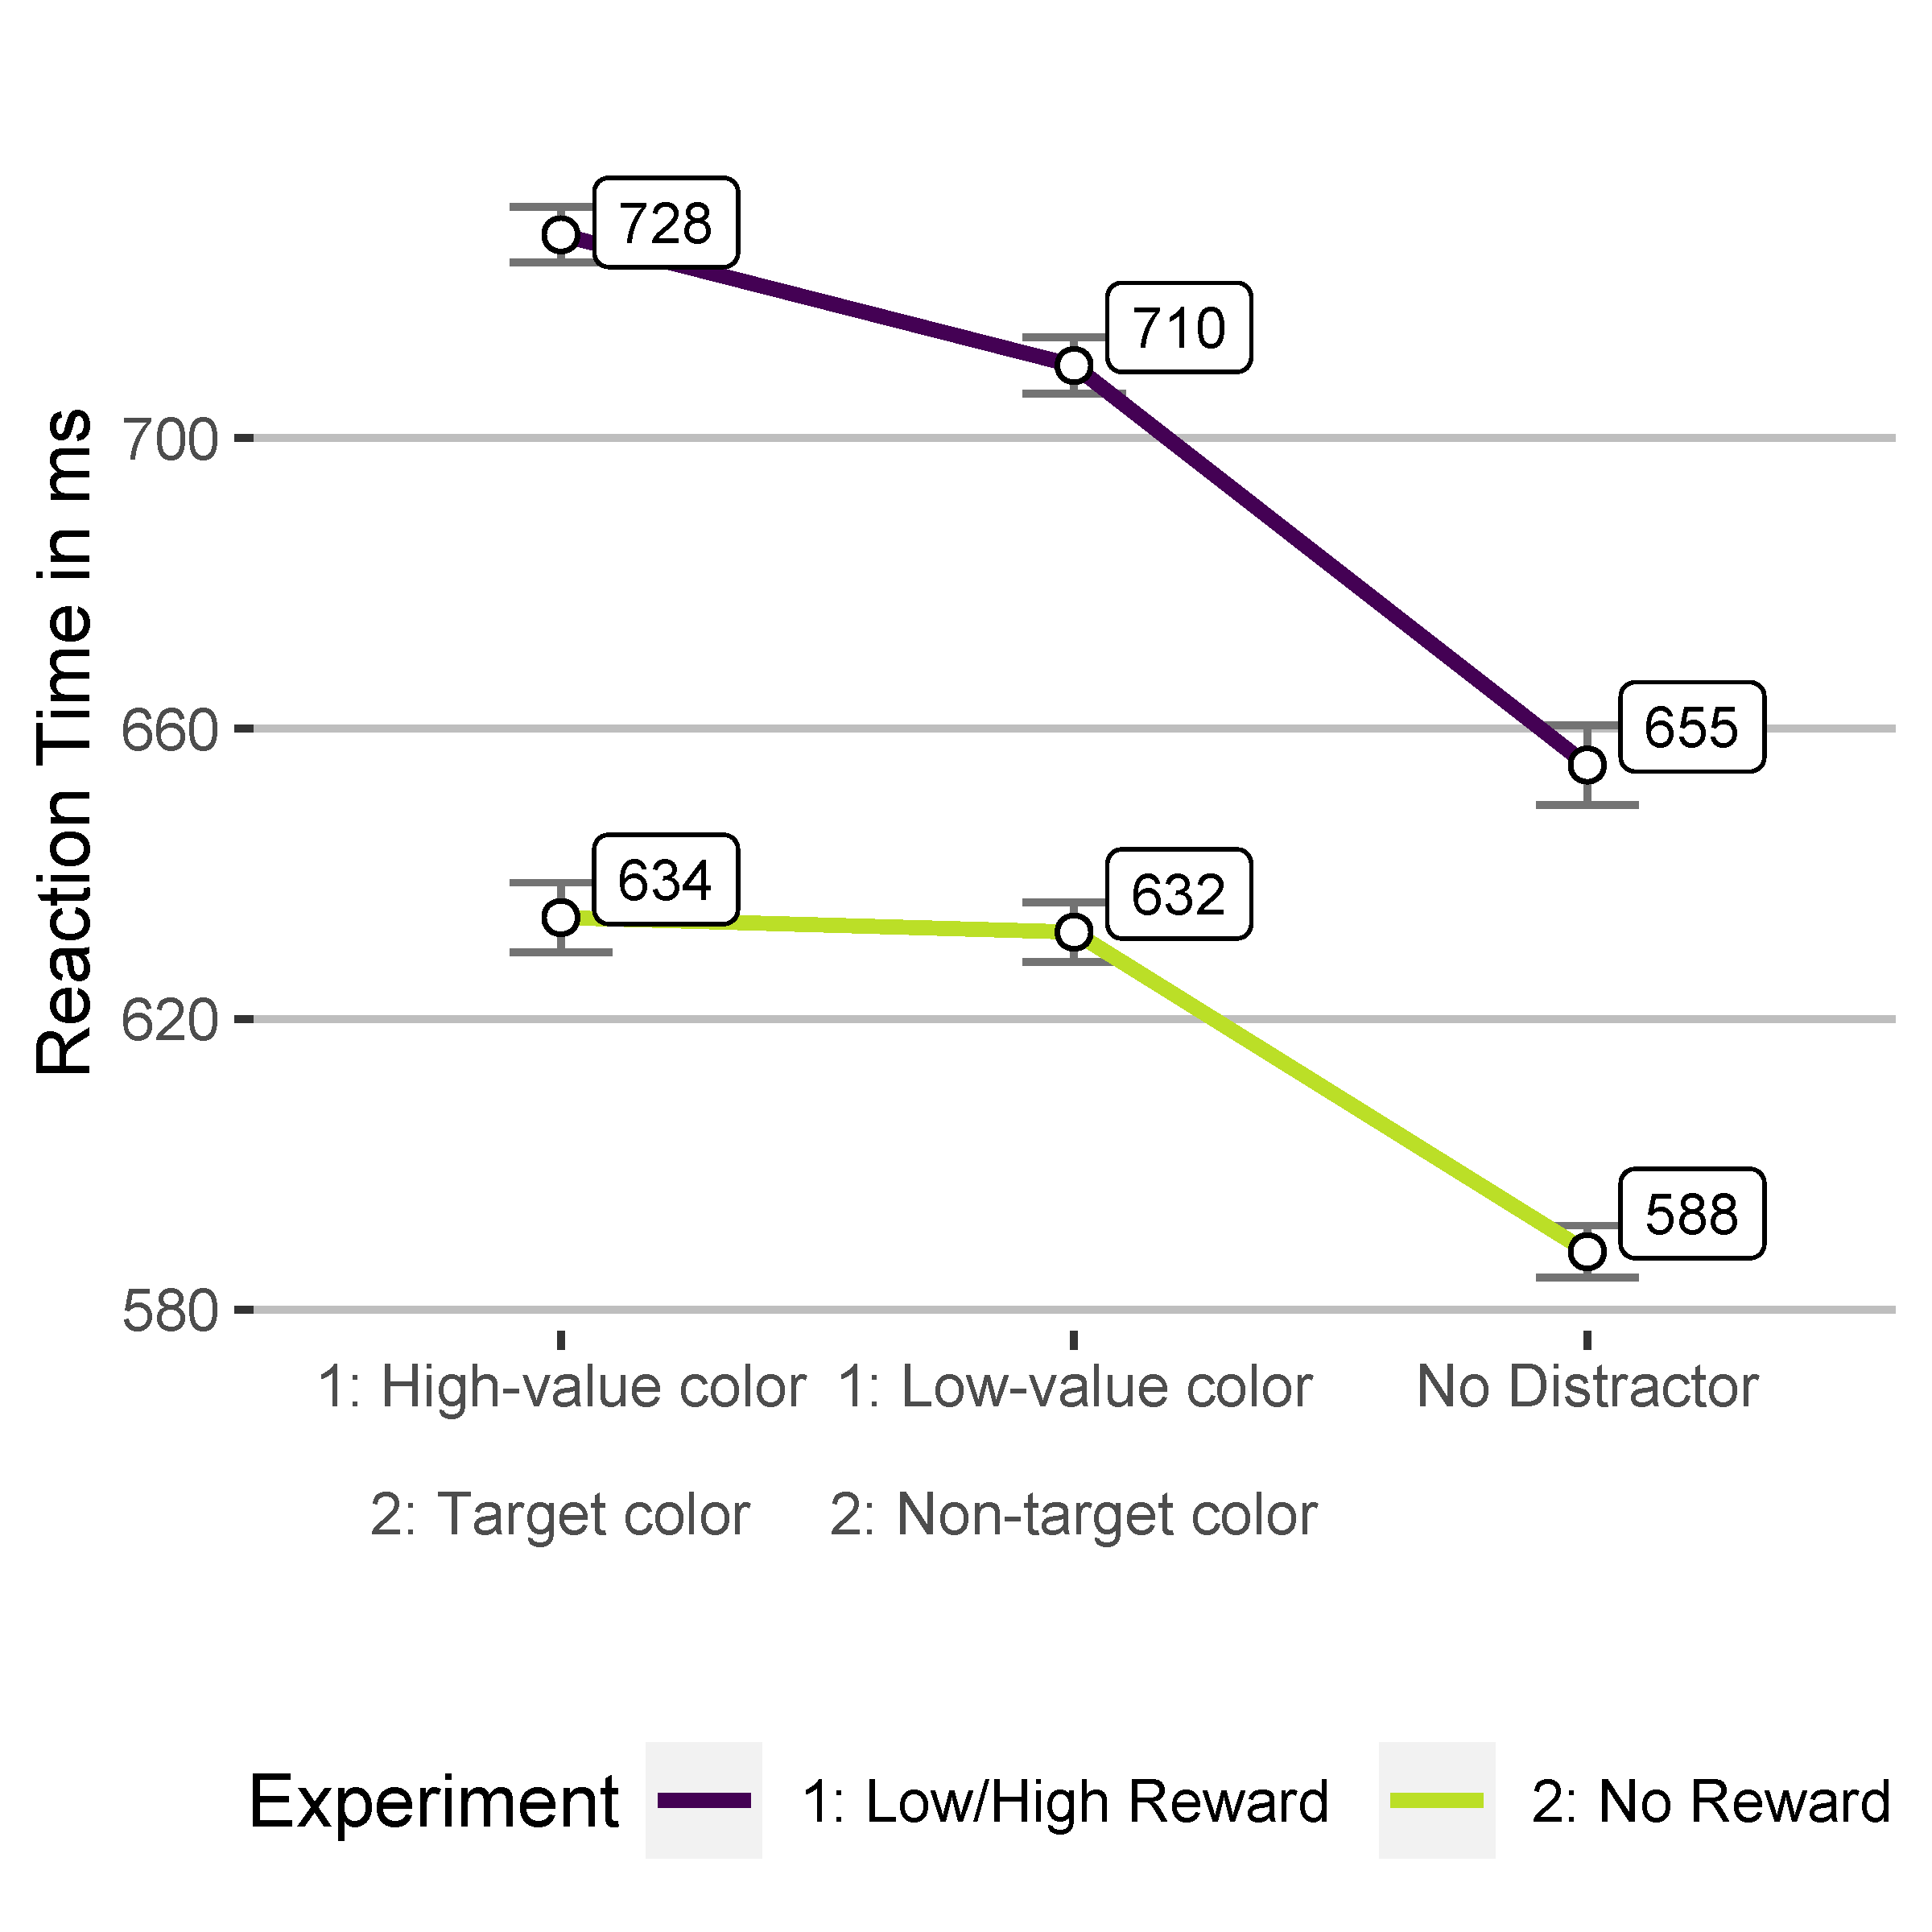 728
710
700
Reaction Time in ms
660
655
634
632
620
588
580
1: High-value color
1: Low-value color
No Distractor
2: Target color
2: Non-target color
Experiment
1: Low/High Reward
2: No Reward